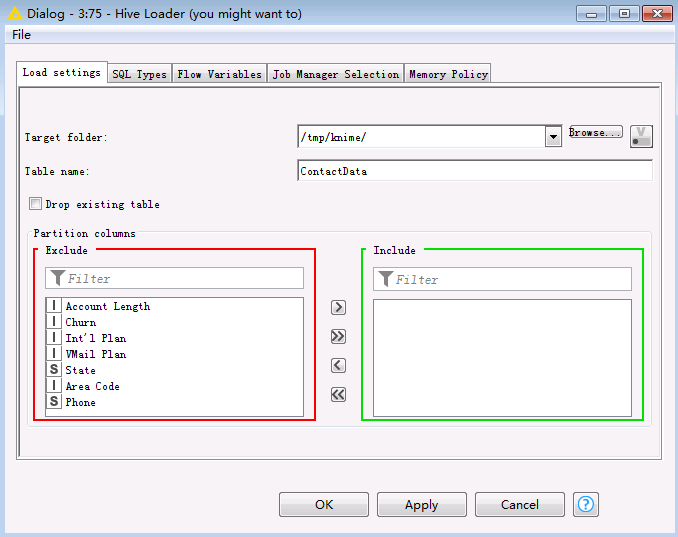 Dialog - 3:75 - Hive Loader (you might want to)
File
Load settings SQL Types Flow Variables Job Manager Selection Memory Policy
Target folder: /tmp/knime/ Browse... V
Table name: ContactData
Drop existing table
Partition columns
Exclude Include
Filter Filter
I Account Length
I Churn
I Int'l Plan
I VMail Plan
S State
I Area Code
S Phone
OK Apply Cancel ?